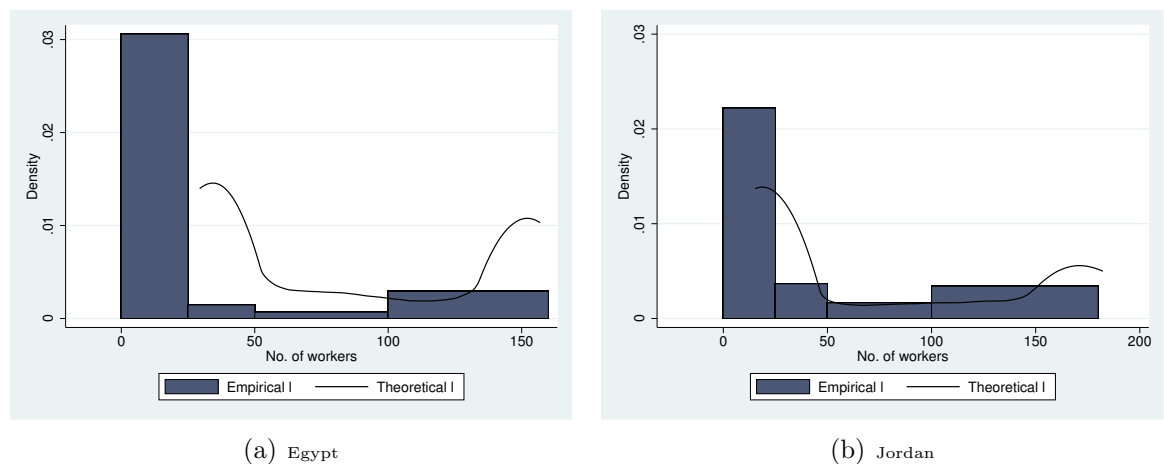 .03
.02
.01
0
Density
0 50 100 150
No. of workers
Empirical l Theoretical l
(a) Egypt
.03
.02
.01
0
Density
0 50 100 150 200
No. of workers
Empirical l Theoretical l
(b) Jordan